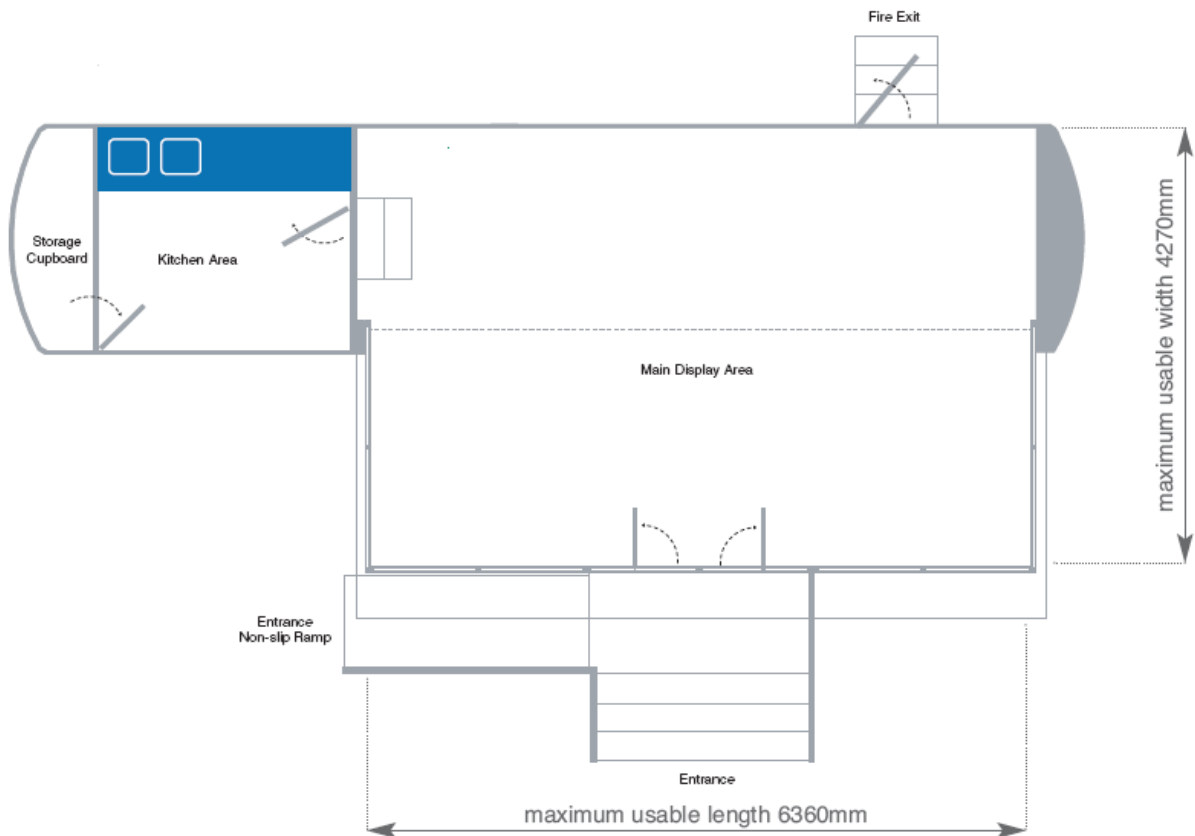 Fire Exit
Storage
Cupboard
Kitchen Area
maximum usable width 4270mm
Main Display Area
Entrance
Non-slip Ramp
Entrance
maximum usable length 6360mm